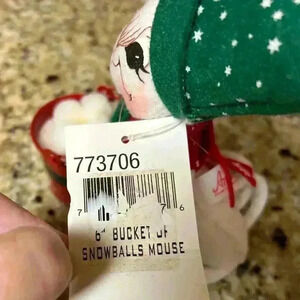 773706
6" BUCKET OF
SNOWBALLS MOUSE